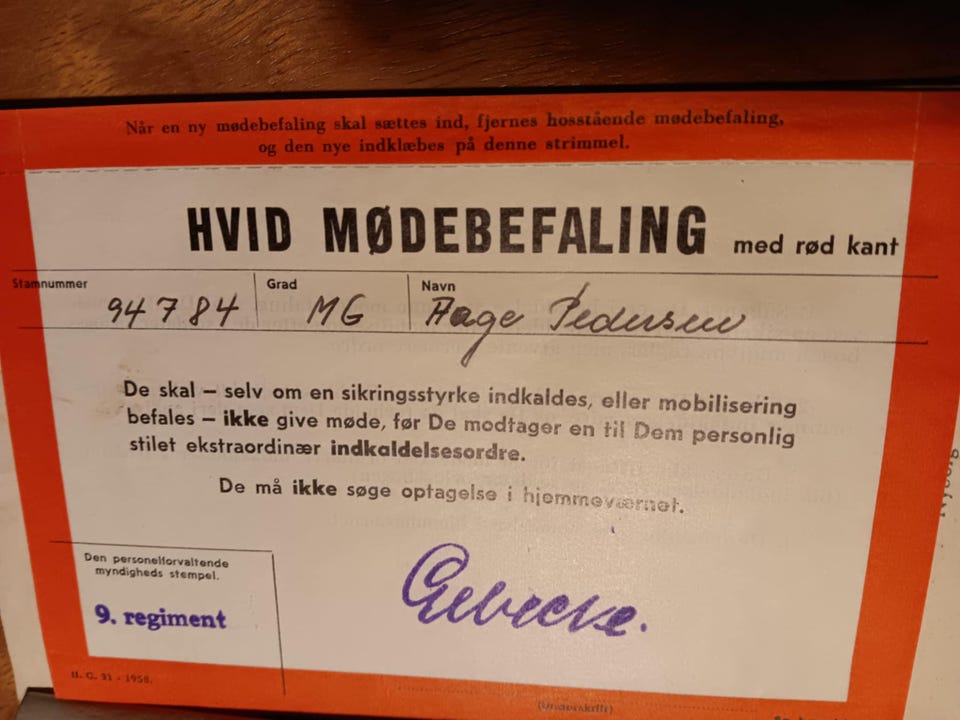 Når en ny mødebefaling skal sættes ind, fjernes hosstående mødebefaling,
og den nye indklæbes på denne strimmel.
HVID MØDEBEFALING med rød kant
Stamnummer Grad Navn
94784 MG Aage Pedersen
De skal – selv om en sikringsstyrke indkaldes, eller mobilisering
befales – ikke give møde, før De modtager en til Dem personlig
stilet ekstraordinær indkaldelsesordre.
De må ikke søge optagelse i hjemmeværnet.
Den personelforvaltende
myndigheds stempel.
9. regiment
1958.
(Underskrift)
Nyborg